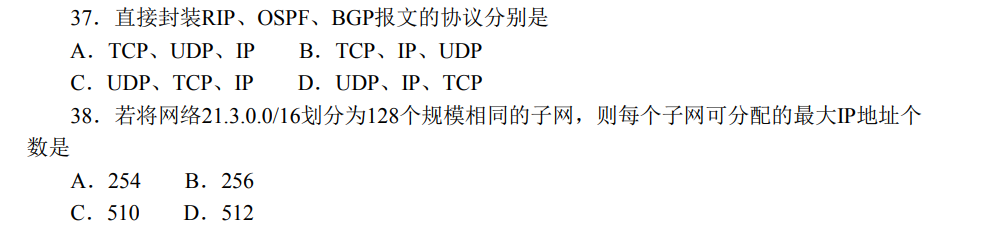 37．直接封装RIP、OSPF、BGP报文的协议分别是
A．TCP、UDP、IP B．TCP、IP、UDP
C．UDP、TCP、IP D．UDP、IP、TCP
38．若将网络21.3.0.0/16划分为128个规模相同的子网，则每个子网可分配的最大IP地址个
数是
A．254 B．256
C．510 D．512